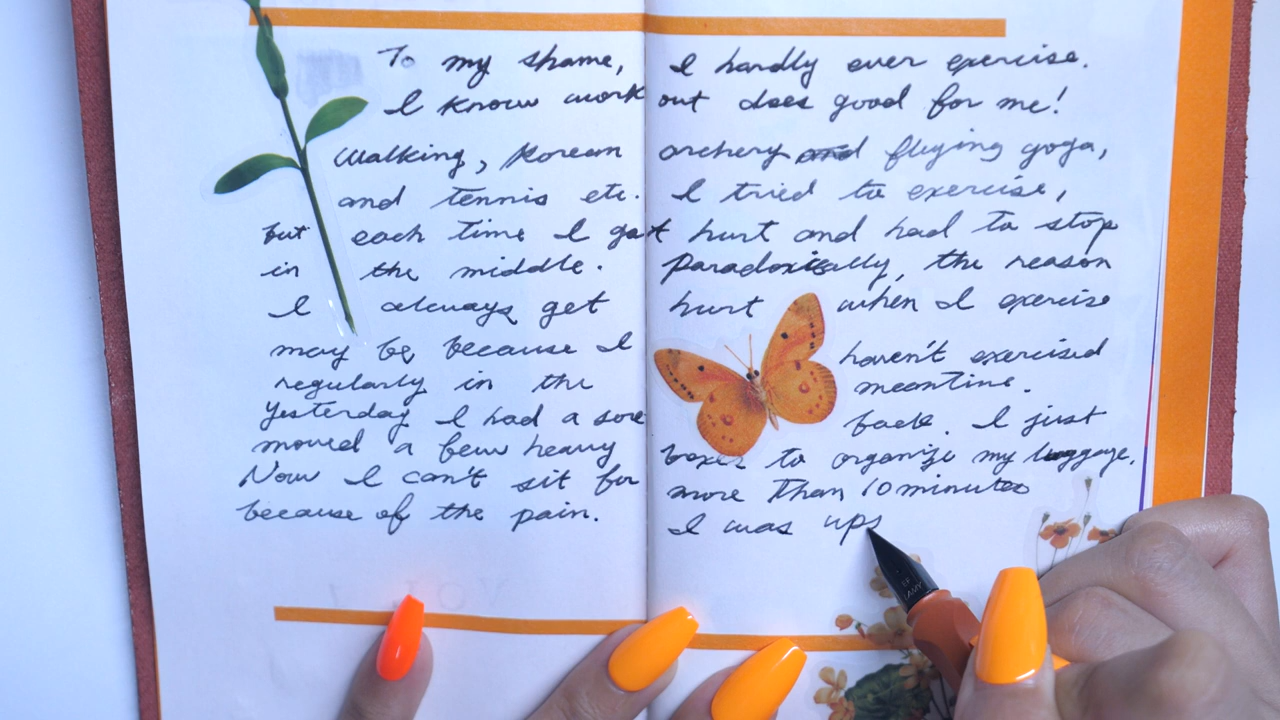 To my shame, I hardly ever exercise.
I know work out does good for me!
Walking, Korean archery and flying yoga,
and tennis etc. I tried to exercise,
but each time I got hurt and had to stop
in the middle. Paradoxically, the reason
I always get hurt when I exercise
may be because I haven't exercised
regularly in the meantime.
Yesterday I had a sore back. I just
moved a few heavy boxes to organize my luggage.
Now I can't sit for more than 10 minutes
because of the pain. I was ups
LAMY